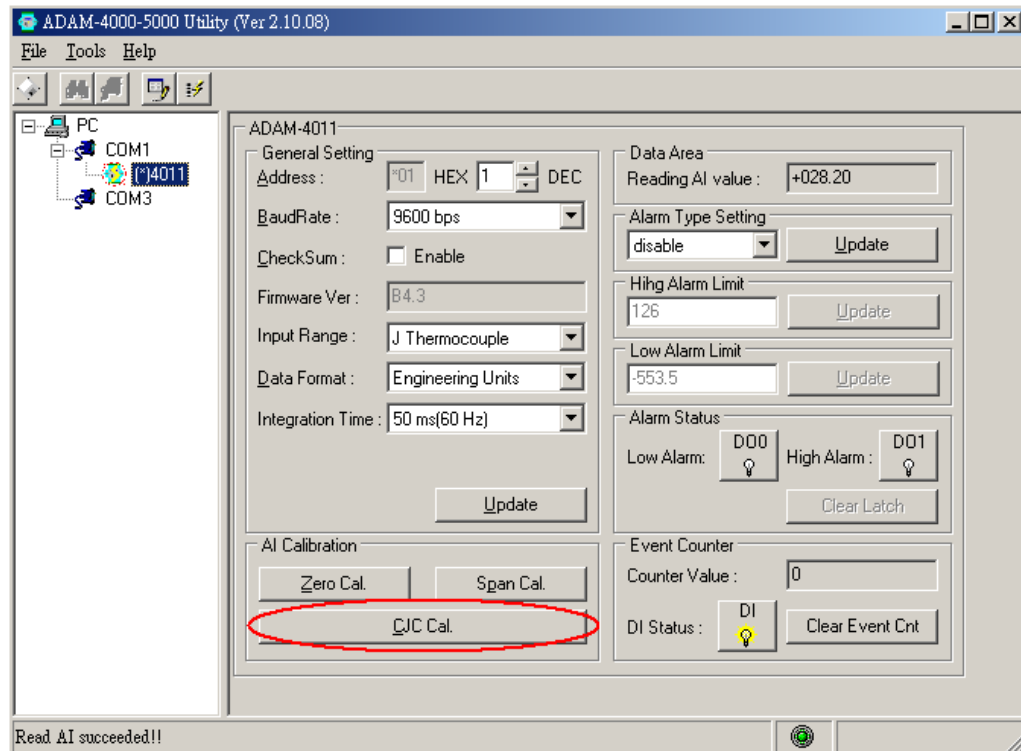 ADAM-4000-5000 Utility (Ver 2.10.08)
File Tools Help
PC
COM1
(*)4011
COM3
ADAM-4011
General Setting
Address : *01 HEX 1 DEC
BaudRate : 9600 bps
CheckSum : Enable
Firmware Ver : B4.3
Input Range : J Thermocouple
Data Format : Engineering Units
Integration Time : 50 ms(60 Hz)
Update
AI Calibration
Zero Cal. Span Cal.
CJC Cal.
Data Area
Reading AI value : +028.20
Alarm Type Setting
disable Update
Hihg Alarm Limit
126 Update
Low Alarm Limit
-553.5 Update
Alarm Status
Low Alarm: DO0 High Alarm : DO1
Clear Latch
Event Counter
Counter Value : 0
DI Status : DI Clear Event Cnt
Read AI succeeded!!